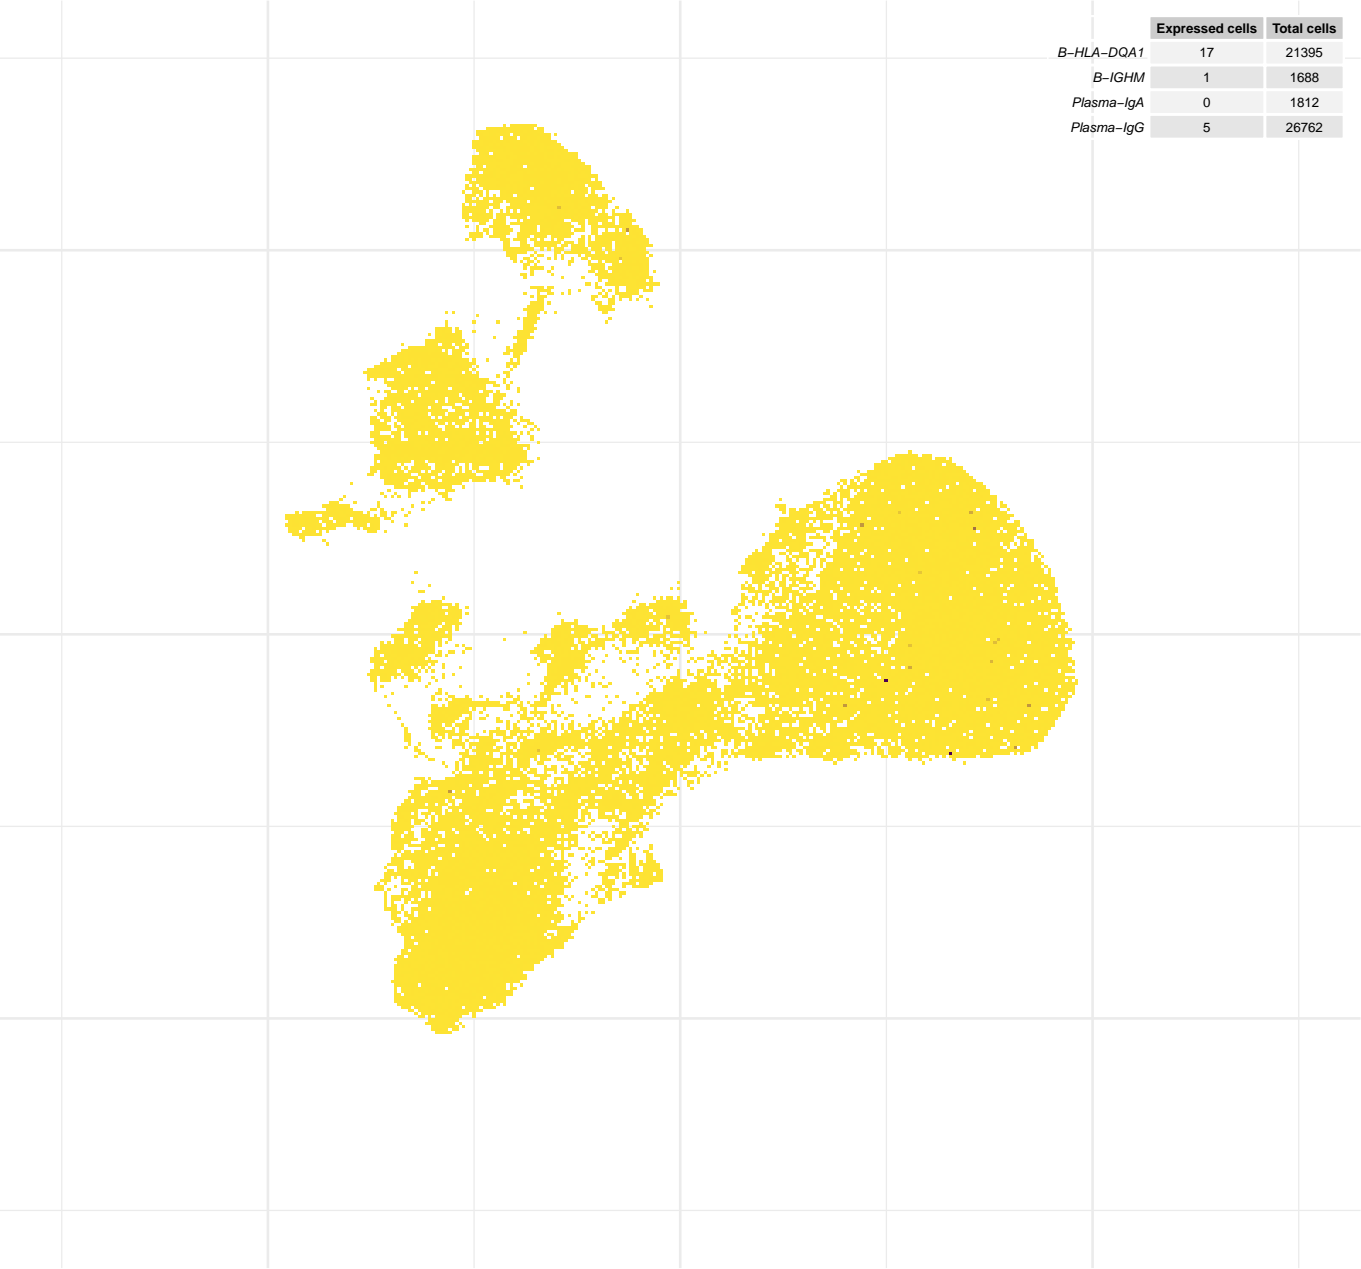 Expressed cells Total cells
B−HLA−DQA1 17 21395
B−IGHM 1 1688
Plasma−IgA 0 1812
Plasma−IgG 5 26762